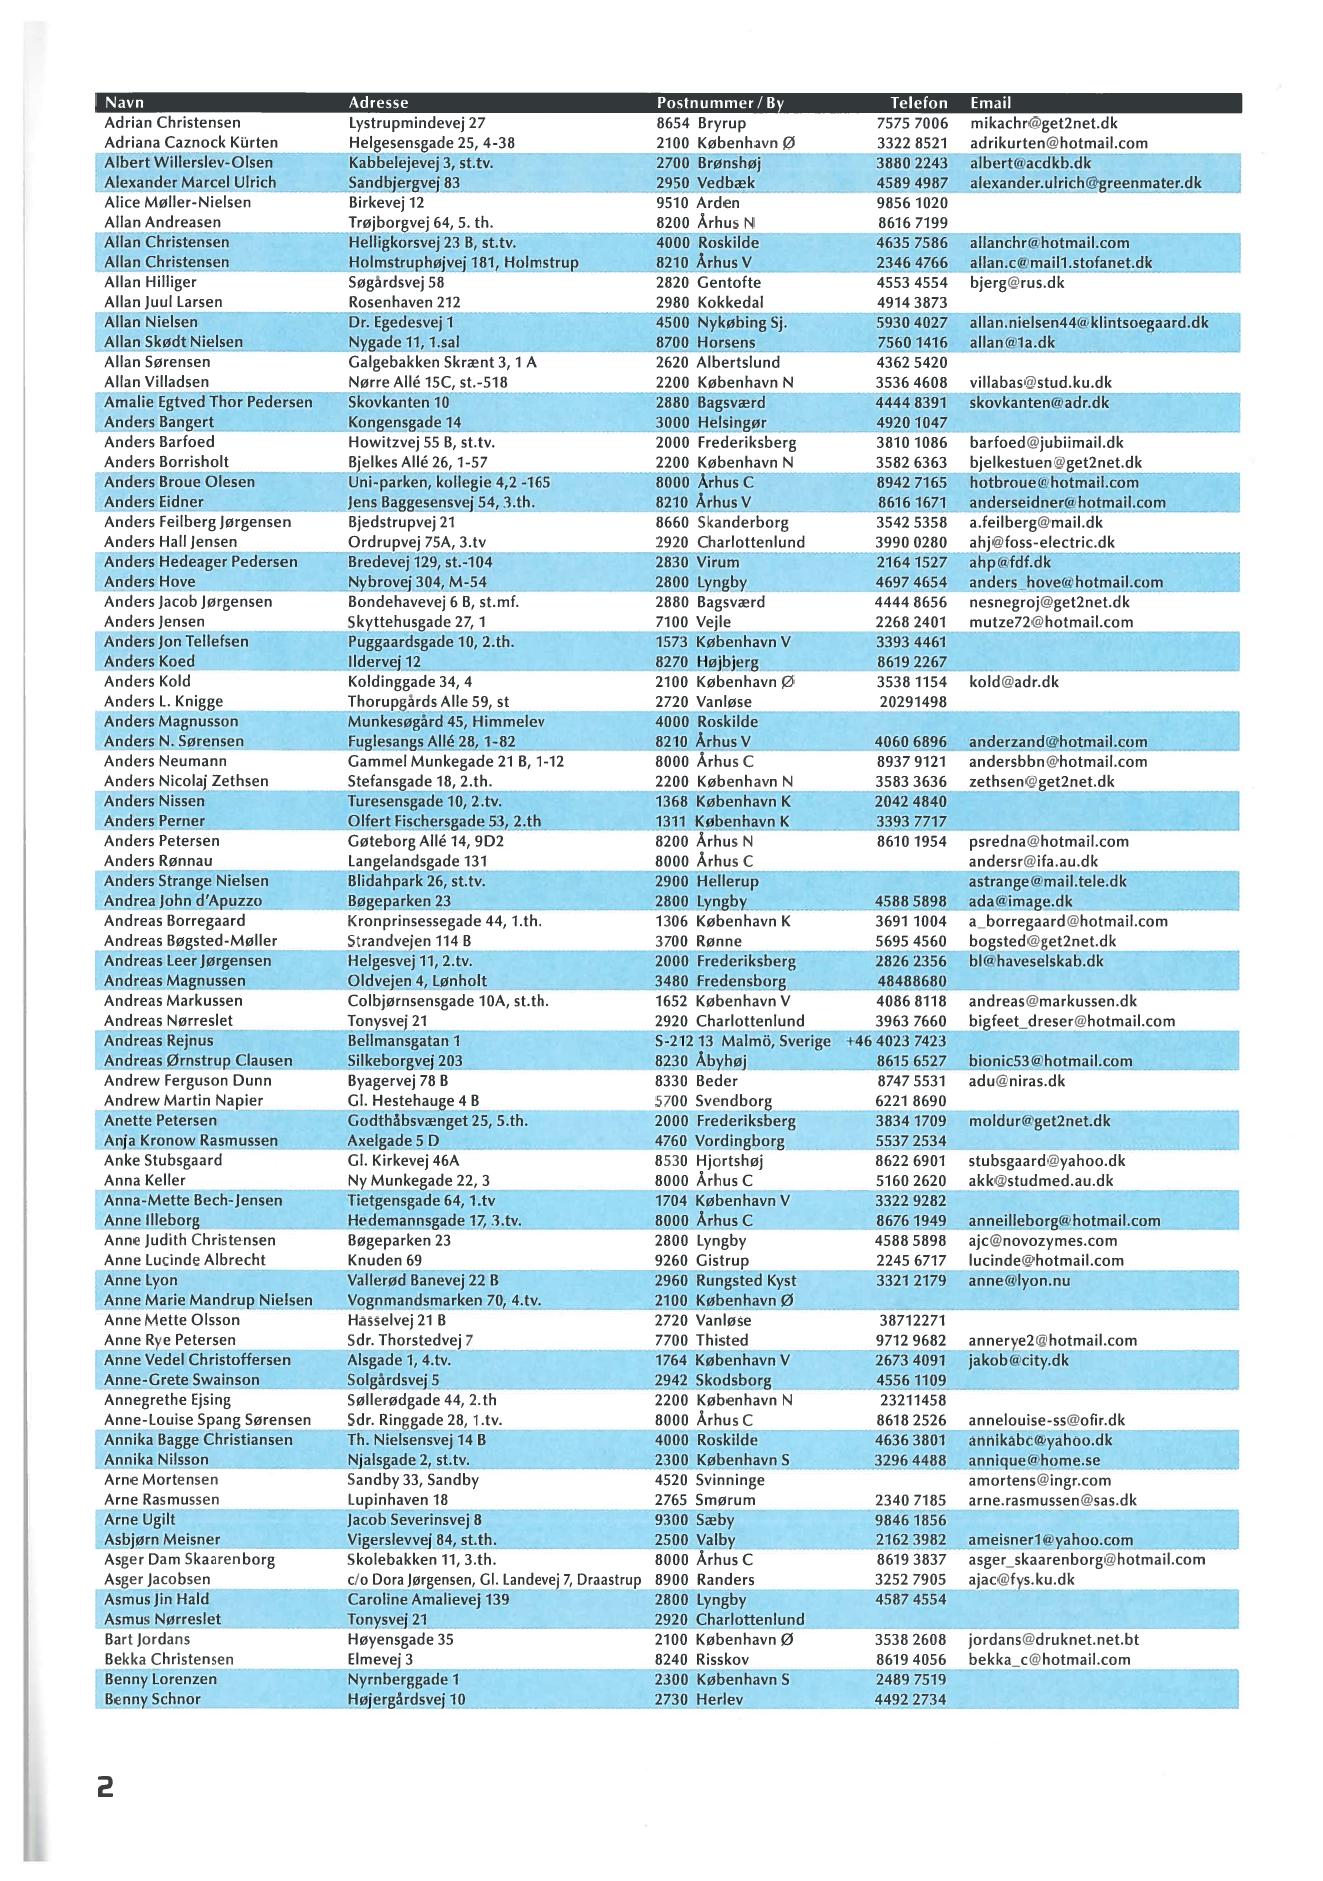 Navn Adresse Postnummer / By Telefon Email
Adrian Christensen Lystrupmindevej 27 8654 Bryrup 7575 7006 mikachr@get2net.dk
Adriana Caznock Kürten Helgesensgade 25, 4-38 2100 København Ø 3322 8521 adrikurten@hotmail.com
Albert Willerslev-Olsen Kabbelejevej 3, st.tv. 2700 Brønshøj 3880 2243 albert@acdkb.dk
Alexander Marcel Ulrich Sandbjergvej 83 2950 Vedbæk 4589 4987 alexander.ulrich@greenmater.dk
Alice Møller-Nielsen Birkevej 12 9510 Arden 9856 1020
Allan Andreasen Trøjborgvej 64, 5. th. 8200 Århus N 8616 7199
Allan Christensen Helligkorsvej 23 B, st.tv. 4000 Roskilde 4635 7586 allanchr@hotmail.com
Allan Christensen Holmstruphøjvej 181, Holmstrup 8210 Århus V 2346 4766 allan.c@mail1.stofanet.dk
Allan Hilliger Søgårdsvej 58 2820 Gentofte 4553 4554 bjerg@rus.dk
Allan Juul Larsen Rosenhaven 212 2980 Kokkedal 4914 3873
Allan Nielsen Dr. Egedesvej 1 4500 Nykøbing Sj. 5930 4027 allan.nielsen44@klintsoegaard.dk
Allan Skødt Nielsen Nygade 11, 1.sal 8700 Horsens 7560 1416 allan@1a.dk
Allan Sørensen Galgebakken Skrænt 3, 1 A 2620 Albertslund 4362 5420
Allan Villadsen Nørre Allé 15C, st.-518 2200 København N 3536 4608 villabas@stud.ku.dk
Amalie Egtved Thor Pedersen Skovkanten 10 2880 Bagsværd 4444 8391 skovkanten@adr.dk
Anders Bangert Kongensgade 14 3000 Helsingør 4920 1047
Anders Barfoed Howitzvej 55 B, st.tv. 2000 Frederiksberg 3810 1086 barfoed@jubiimail.dk
Anders Borrisholt Bjelkes Allé 26, 1-57 2200 København N 3582 6363 bjelkestuen@get2net.dk
Anders Broue Olesen Uni-parken, kollegie 4,2 -165 8000 Århus C 8942 7165 hotbroue@hotmail.com
Anders Eidner Jens Baggesensvej 54, 3.th. 8210 Århus V 8616 1671 anderseidner@hotmail.com
Anders Feilberg Jørgensen Bjedstrupvej 21 8660 Skanderborg 3542 5358 a.feilberg@mail.dk
Anders Hall Jensen Ordrupvej 75A, 3.tv 2920 Charlottenlund 3990 0280 ahj@foss-electric.dk
Anders Hedeager Pedersen Bredevej 129, st.-104 2830 Virum 2164 1527 ahp@fdf.dk
Anders Hove Nybrovej 304, M-54 2800 Lyngby 4697 4654 anders_hove@hotmail.com
Anders Jacob Jørgensen Bondehavevej 6 B, st.mf. 2880 Bagsværd 4444 8656 nesnegroj@get2net.dk
Anders Jensen Skyttehusgade 27, 1 7100 Vejle 2268 2401 mutze72@hotmail.com
Anders Jon Tellefsen Puggaardsgade 10, 2.th. 1573 København V 3393 4461
Anders Koed Ildervej 12 8270 Højbjerg 8619 2267
Anders Kold Koldinggade 34, 4 2100 København Ø 3538 1154 kold@adr.dk
Anders L. Knigge Thorupgårds Alle 59, st 2720 Vanløse 20291498
Anders Magnusson Munkesøgård 45, Himmelev 4000 Roskilde
Anders N. Sørensen Fuglesangs Allé 28, 1-82 8210 Århus V 4060 6896 anderzand@hotmail.com
Anders Neumann Gammel Munkegade 21 B, 1-12 8000 Århus C 8937 9121 andersbbn@hotmail.com
Anders Nicolaj Zethsen Stefansgade 18, 2.th. 2200 København N 3583 3636 zethsen@get2net.dk
Anders Nissen Turesensgade 10, 2.tv. 1368 København K 2042 4840
Anders Perner Olfert Fischersgade 53, 2.th 1311 København K 3393 7717
Anders Petersen Gøteborg Allé 14, 9D2 8200 Århus N 8610 1954 psredna@hotmail.com
Anders Rønnau Langelandsgade 131 8000 Århus C andersr@ifa.au.dk
Anders Strange Nielsen Blidahpark 26, st.tv. 2900 Hellerup astrange@mail.tele.dk
Andrea John d'Apuzzo Bøgeparken 23 2800 Lyngby 4588 5898 ada@image.dk
Andreas Borregaard Kronprinsessegade 44, 1.th. 1306 København K 3691 1004 a_borregaard@hotmail.com
Andreas Bøgsted-Møller Strandvejen 114 B 3700 Rønne 5695 4560 bogsted@get2net.dk
Andreas Leer Jørgensen Helgesvej 11, 2.tv. 2000 Frederiksberg 2826 2356 bl@haveselskab.dk
Andreas Magnussen Oldvejen 4, Lønholt 3480 Fredensborg 48488680
Andreas Markussen Colbjørnsensgade 10A, st.th. 1652 København V 4086 8118 andreas@markussen.dk
Andreas Nørreslet Tonysvej 21 2920 Charlottenlund 3963 7660 bigfeet_dreser@hotmail.com
Andreas Rejnus Bellmansgatan 1 S-212 13 Malmö, Sverige +46 4023 7423
Andreas Ørnstrup Clausen Silkeborgvej 203 8230 Åbyhøj 8615 6527 bionic53@hotmail.com
Andrew Ferguson Dunn Byagervej 78 B 8330 Beder 8747 5531 adu@niras.dk
Andrew Martin Napier Gl. Hestehauge 4 B 5700 Svendborg 6221 8690
Anette Petersen Godthåbsvænget 25, 5.th. 2000 Frederiksberg 3834 1709 moldur@get2net.dk
Anja Kronow Rasmussen Axelgade 5 D 4760 Vordingborg 5537 2534
Anke Stubsgaard Gl. Kirkevej 46A 8530 Hjortshøj 8622 6901 stubsgaard@yahoo.dk
Anna Keller Ny Munkegade 22, 3 8000 Århus C 5160 2620 akk@studmed.au.dk
Anna-Mette Bech-Jensen Tietgensgade 64, 1.tv 1704 København V 3322 9282
Anne Illeborg Hedemannsgade 17, 3.tv. 8000 Århus C 8676 1949 anneilleborg@hotmail.com
Anne Judith Christensen Bøgeparken 23 2800 Lyngby 4588 5898 ajc@novozymes.com
Anne Lucinde Albrecht Knuden 69 9260 Gistrup 2245 6717 lucinde@hotmail.com
Anne Lyon Vallerød Banevej 22 B 2960 Rungsted Kyst 3321 2179 anne@lyon.nu
Anne Marie Mandrup Nielsen Vognmandsmarken 70, 4.tv. 2100 København Ø
Anne Mette Olsson Hasselvej 21 B 2720 Vanløse 38712271
Anne Rye Petersen Sdr. Thorstedvej 7 7700 Thisted 9712 9682 annerye2@hotmail.com
Anne Vedel Christoffersen Alsgade 1, 4.tv. 1764 København V 2673 4091 jakob@city.dk
Anne-Grete Swainson Solgårdsvej 5 2942 Skodsborg 4556 1109
Annegrethe Ejsing Søllerødgade 44, 2.th 2200 København N 23211458
Anne-Louise Spang Sørensen Sdr. Ringgade 28, 1.tv. 8000 Århus C 8618 2526 annelouise-ss@ofir.dk
Annika Bagge Christiansen Th. Nielsensvej 14 B 4000 Roskilde 4636 3801 annikabc@yahoo.dk
Annika Nilsson Njalsgade 2, st.tv. 2300 København S 3296 4488 annique@home.se
Arne Mortensen Sandby 33, Sandby 4520 Svinninge amortens@ingr.com
Arne Rasmussen Lupinhaven 18 2765 Smørum 2340 7185 arne.rasmussen@sas.dk
Arne Ugilt Jacob Severinsvej 8 9300 Sæby 9846 1856
Asbjørn Meisner Vigerslevvej 84, st.th. 2500 Valby 2162 3982 ameisner1@yahoo.com
Asger Dam Skaarenborg Skolebakken 11, 3.th. 8000 Århus C 8619 3837 asger_skaarenborg@hotmail.com
Asger Jacobsen c/o Dora Jørgensen, Gl. Landevej 7, Draastrup 8900 Randers 3252 7905 ajac@fys.ku.dk
Asmus Jin Hald Caroline Amalievej 139 2800 Lyngby 4587 4554
Asmus Nørreslet Tonysvej 21 2920 Charlottenlund
Bart Jordans Høyensgade 35 2100 København Ø 3538 2608 jordans@druknet.net.bt
Bekka Christensen Elmevej 3 8240 Risskov 8619 4056 bekka_c@hotmail.com
Benny Lorenzen Nyrnberggade 1 2300 København S 2489 7519
Benny Schnor Højergårdsvej 10 2730 Herlev 4492 2734
2